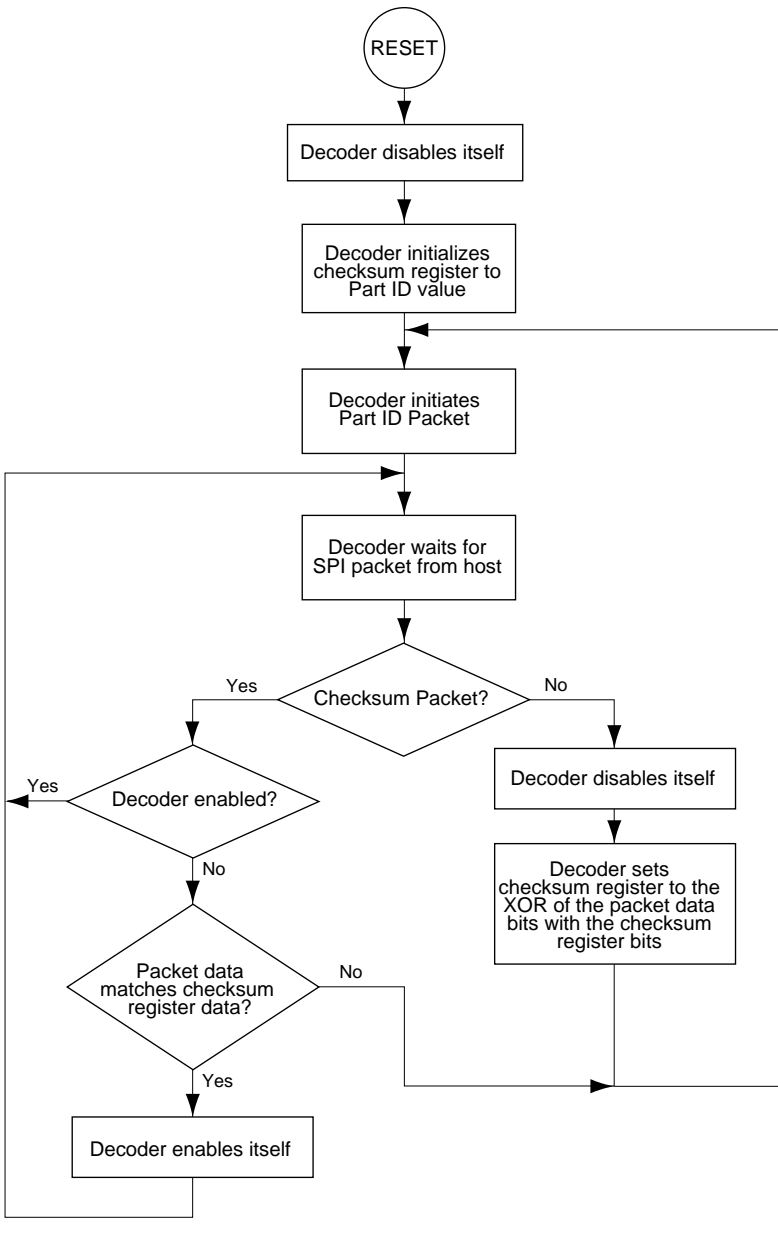 RESET
Decoder disables itself
Decoder initializes
checksum register to
Part ID value
Decoder initiates
Part ID Packet
Decoder waits for
SPI packet from host
Checksum Packet?
Yes
No
Decoder enabled?
Yes
No
Decoder disables itself
Decoder sets
checksum register to the
XOR of the packet data
bits with the checksum
register bits
Packet data
matches checksum
register data?
No
Yes
Decoder enables itself